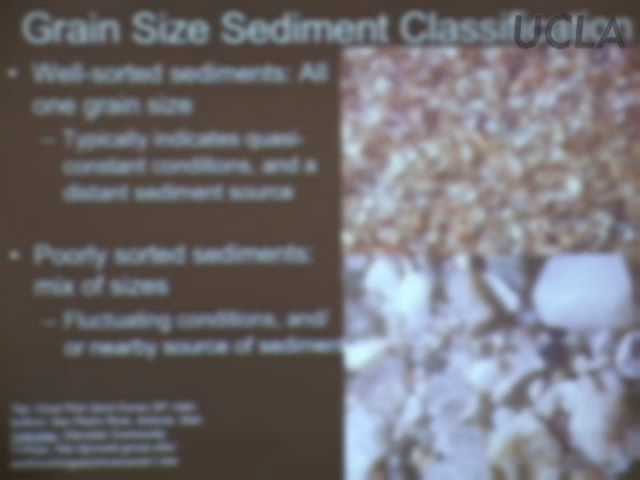 Grain Size Sediment Classification
UCLA
• Well-sorted sediments: All
one grain size
– Typically indicates quasi-
constant conditions, and a
distant sediment source
• Poorly sorted sediments:
mix of sizes
– Fluctuating conditions, and/
or nearby source of sediment